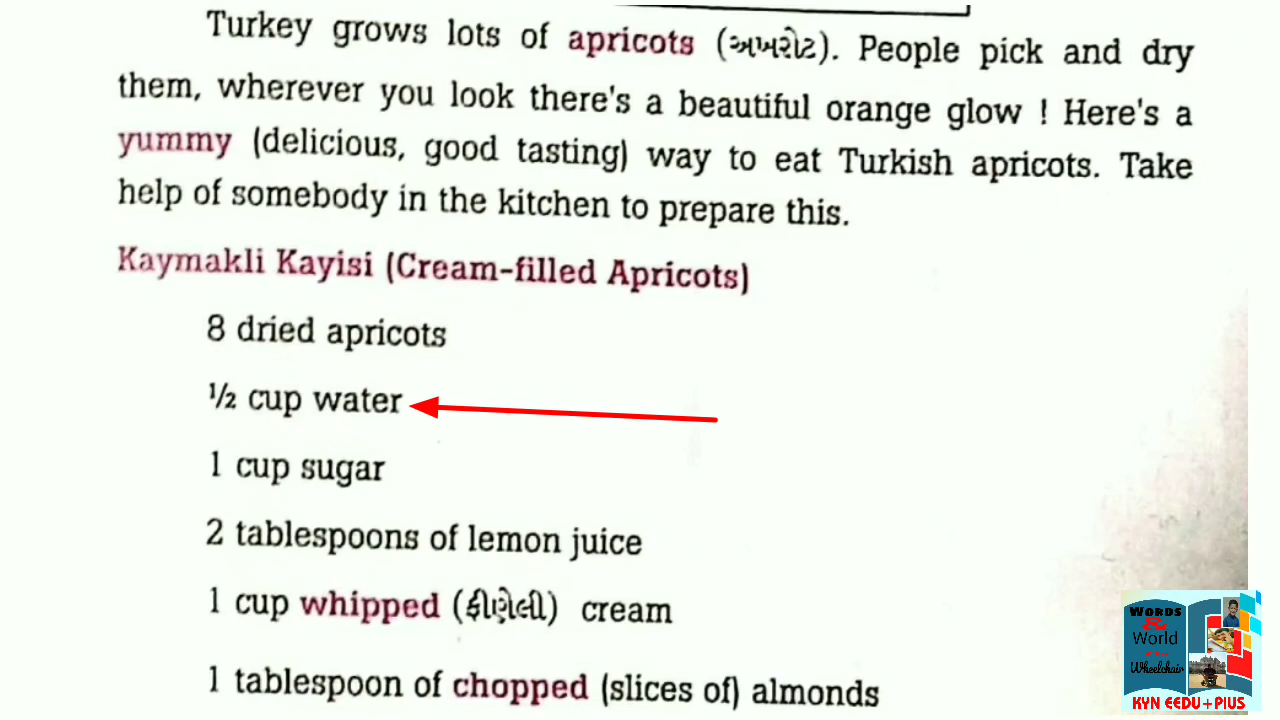 Turkey grows lots of apricots (અખરોટ). People pick and dry
them, wherever you look there's a beautiful orange glow ! Here's a
yummy (delicious, good tasting) way to eat Turkish apricots. Take
help of somebody in the kitchen to prepare this.
Kaymakli Kayisi (Cream-filled Apricots)
8 dried apricots
½ cup water
1 cup sugar
2 tablespoons of lemon juice
1 cup whipped (ફીણેલી) cream
1 tablespoon of chopped (slices of) almonds
WORDS
R
World
Wheelchair
KYN EEDU+PIUS